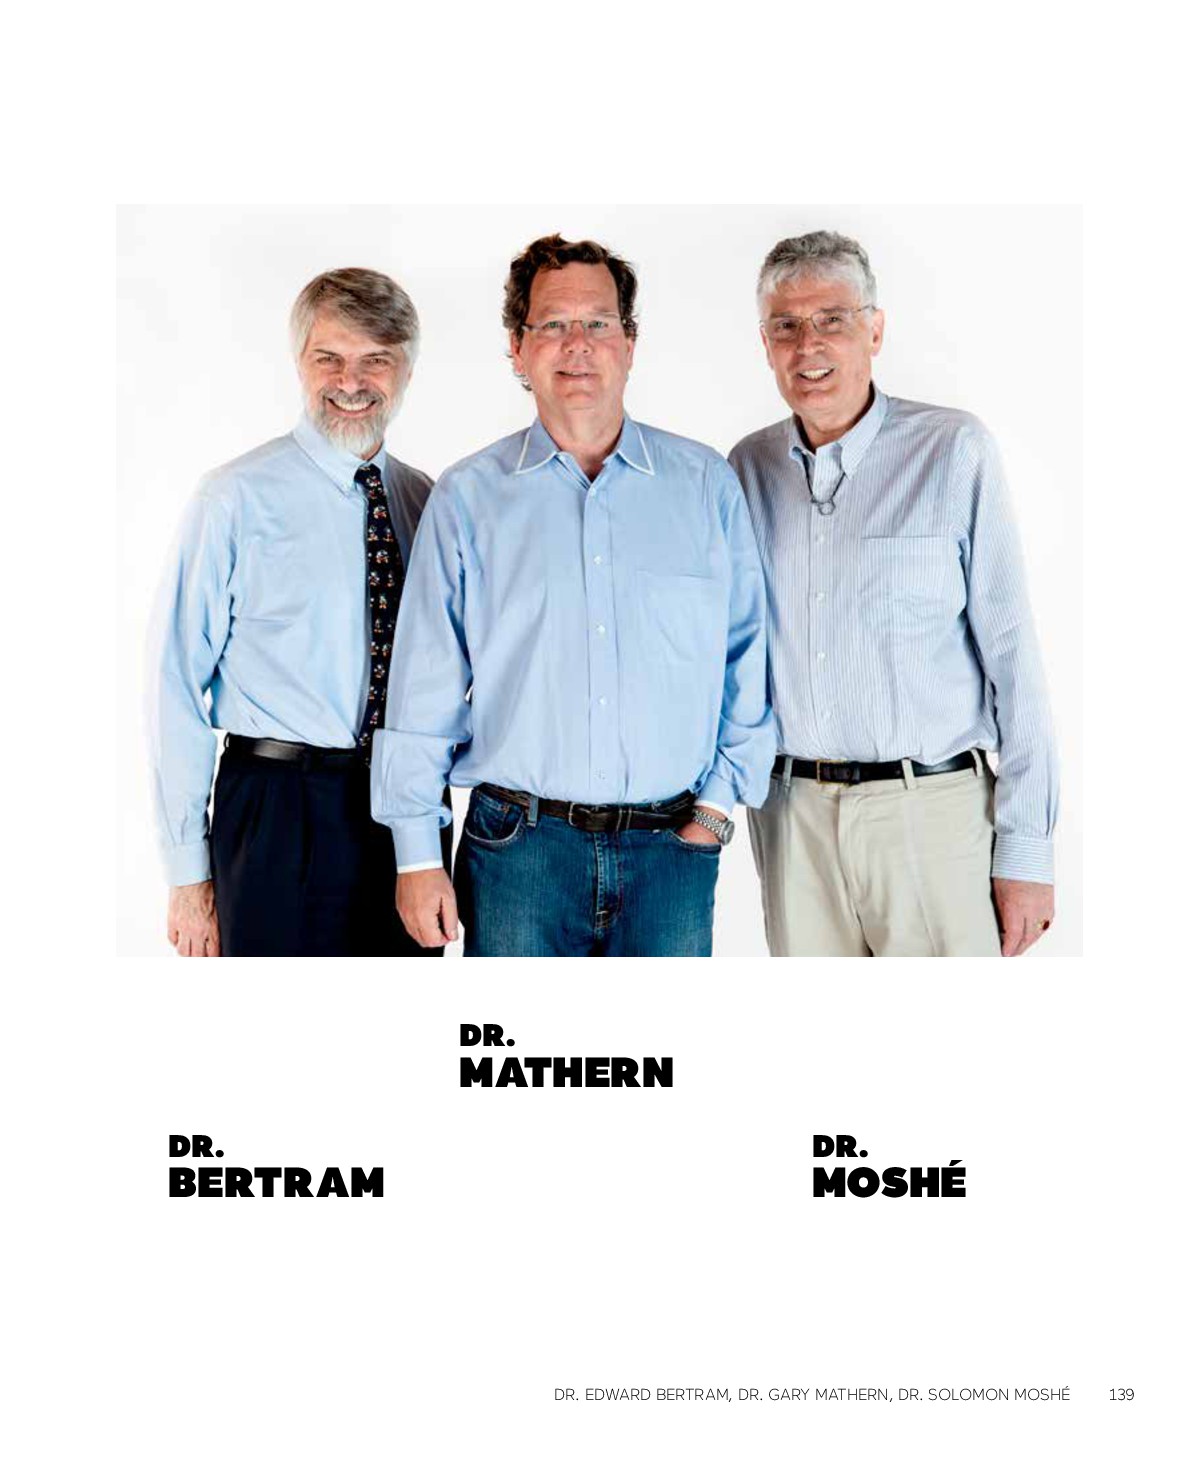 DR.
MATHERN
DR.
BERTRAM
DR.
MOSHÉ
DR. EDWARD BERTRAM, DR. GARY MATHERN, DR. SOLOMON MOSHÉ 139